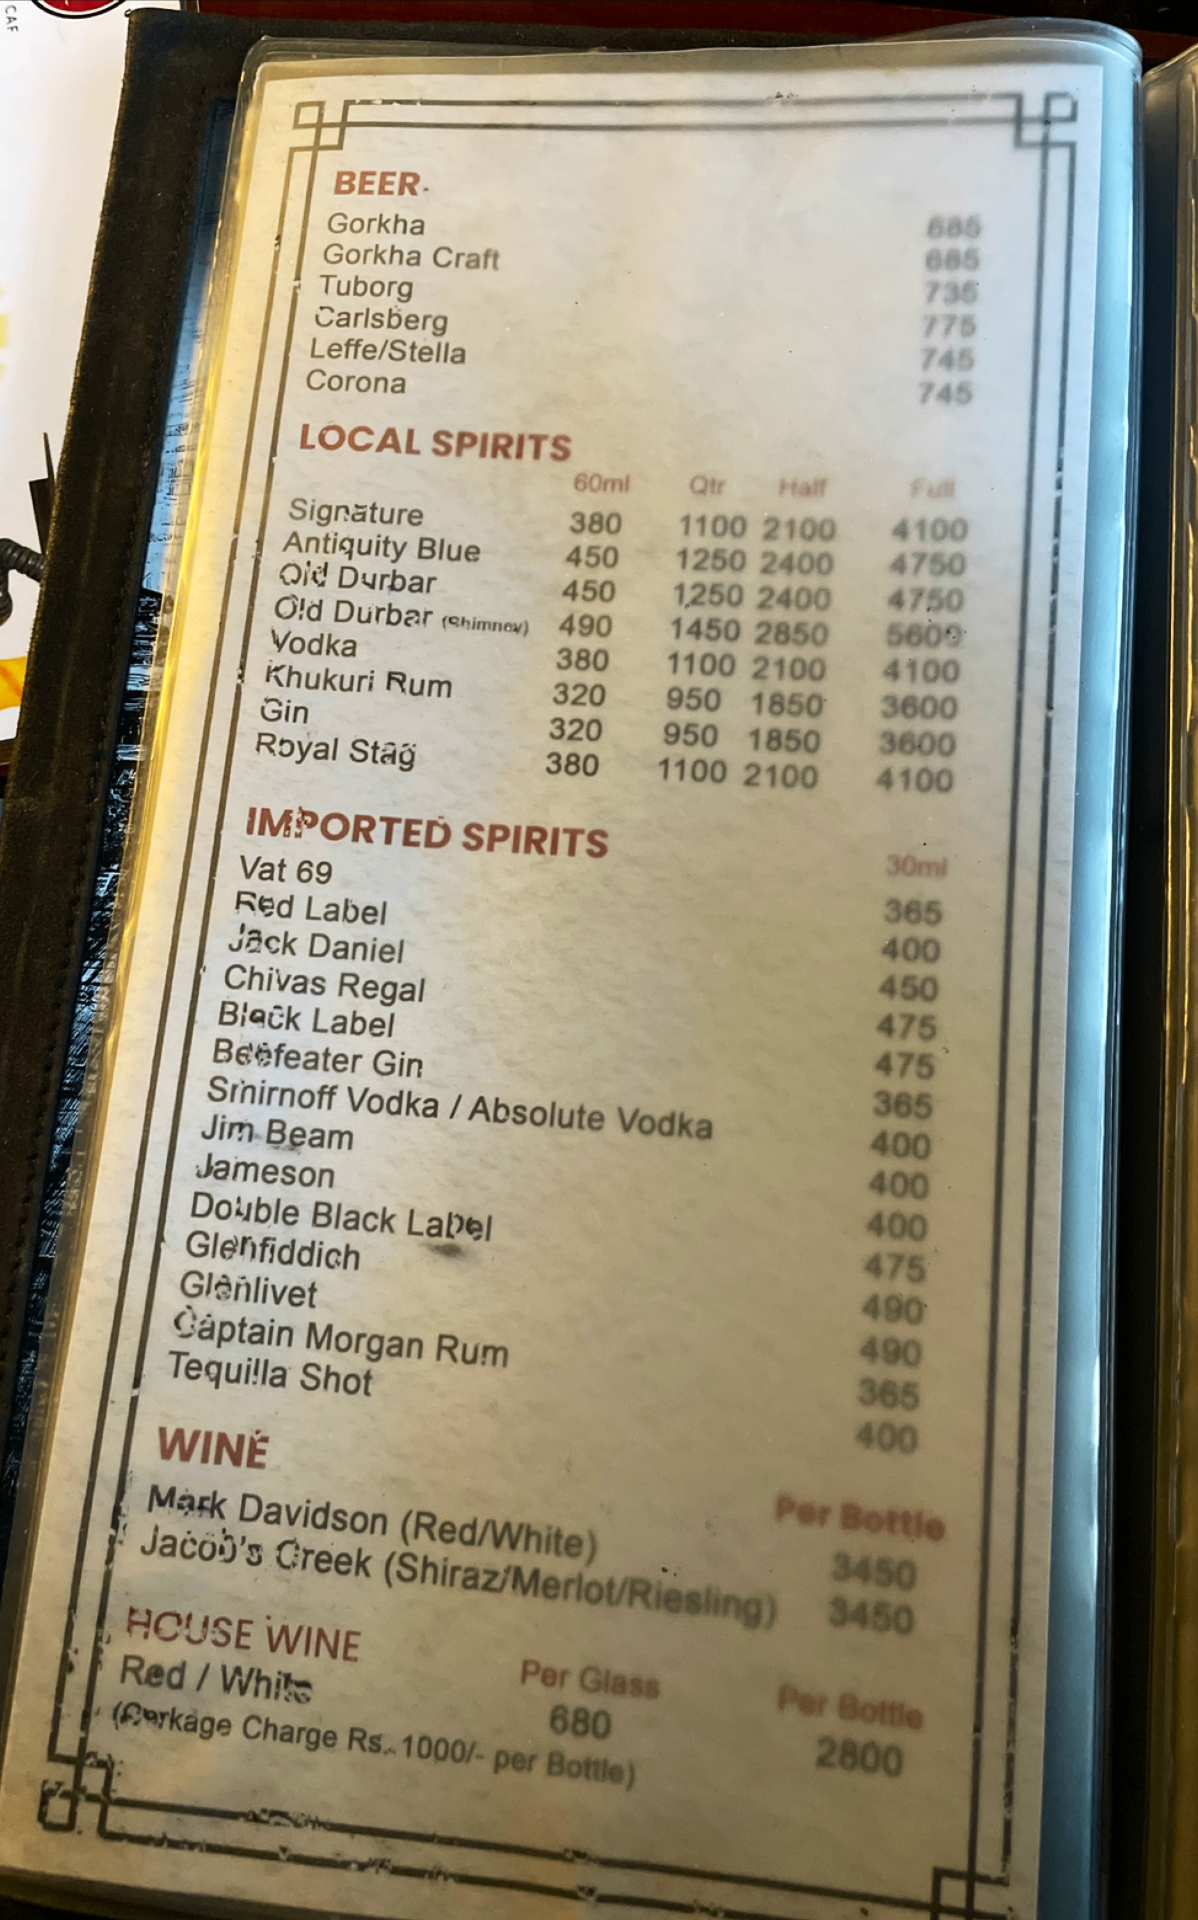 CAF
BEER
Gorkha 685
Gorkha Craft 685
Tuborg 735
Carlsberg 775
Leffe/Stella 745
Corona 745
LOCAL SPIRITS
60ml Qtr Half Full
Signature 380 1100 2100 4100
Antiquity Blue 450 1250 2400 4750
Old Durbar 450 1250 2400 4750
Old Durbar (Chimney) 490 1450 2850 5600
Vodka 380 1100 2100 4100
Khukuri Rum 320 950 1850 3600
Gin 320 950 1850 3600
Royal Stag 380 1100 2100 4100
IMPORTED SPIRITS 30ml
Vat 69 365
Red Label 400
Jack Daniel 450
Chivas Regal 475
Black Label 475
Beefeater Gin 365
Smirnoff Vodka / Absolute Vodka 400
Jim Beam 400
Jameson 400
Double Black Label 475
Glenfiddich 490
Glenlivet 490
Captain Morgan Rum 365
Tequilla Shot 400
WINE Per Bottle
Mark Davidson (Red/White) 3450
Jacob's Creek (Shiraz/Merlot/Riesling) 3450
HOUSE WINE Per Glass Per Bottle
Red / White 680 2800
(Corkage Charge Rs. 1000/- per Bottle)